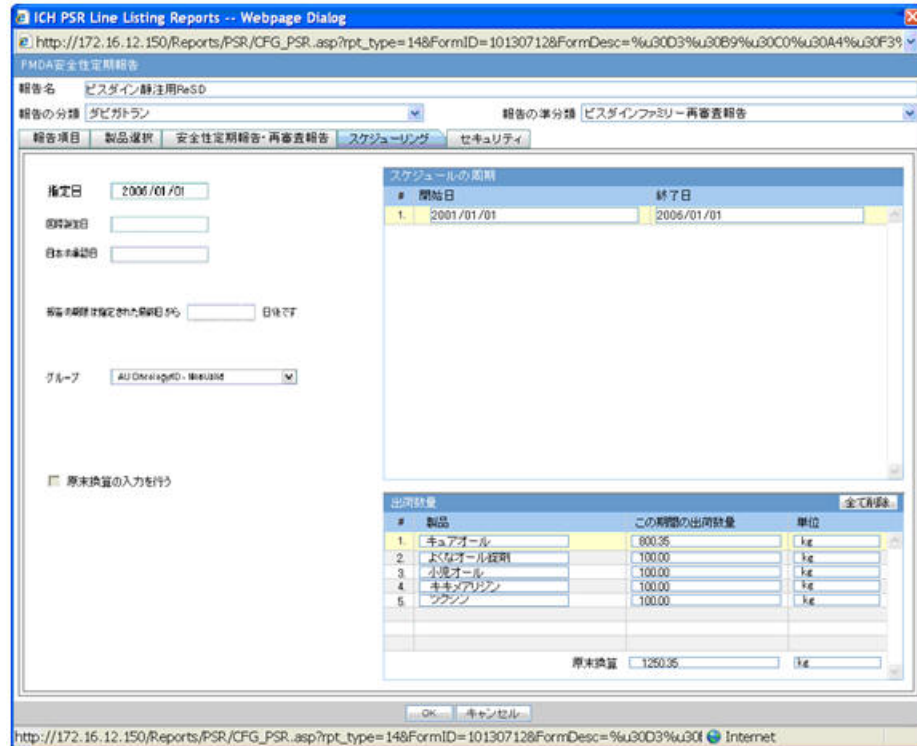 ICH PSR Line Listing Reports -- Webpage Dialog
http://172.16.12.150/Reports/PSR/CFG_PSR.asp?rpt_type=14&FormID=10130712&FormDesc=%u30D3%u30B9%u30C0%u30A4%u30F3%
PMDA安全性定期報告
報告名 ビスダイン静注用ReSD
報告の分類 ダビガトラン 報告の準分類 ビスダインファミリー再審査報告
報告項目 製品選択 安全性定期報告・再審査報告 スケジューリング セキュリティ
指定日 2006/01/01
国際誕生日
日本の承認日
報告の期限は指定された最終日から 日後です
グループ
原末換算の入力を行う
スケジュールの周期
# 開始日 終了日
1. 2001/01/01 2006/01/01
出荷数量 全て削除
# 製品 この期間の出荷数量 単位
1. キュアオール 800.35 kg
2. よくなオール錠剤 100.00 kg
3. 小児オール 100.00 kg
4. キキメアリジン 100.00 kg
5. ツクシン 100.00 kg
原末換算 1250.35 kg
OK キャンセル
http://172.16.12.150/Reports/PSR/CFG_PSR.asp?rpt_type=14&FormID=10130712&FormDesc=%u30D3%u30 Internet